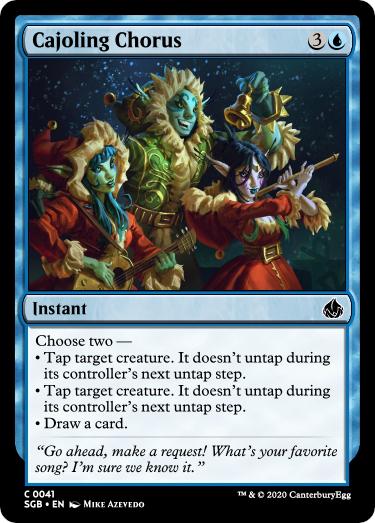 Cajoling Chorus 3
Instant
Choose two —
• Tap target creature. It doesn't untap during
its controller's next untap step.
• Tap target creature. It doesn't untap during
its controller's next untap step.
• Draw a card.
"Go ahead, make a request! What's your favorite
song? I'm sure we know it."
C 0041
SGB • EN Mike Azevedo
™ & © 2020 CanterburyEgg